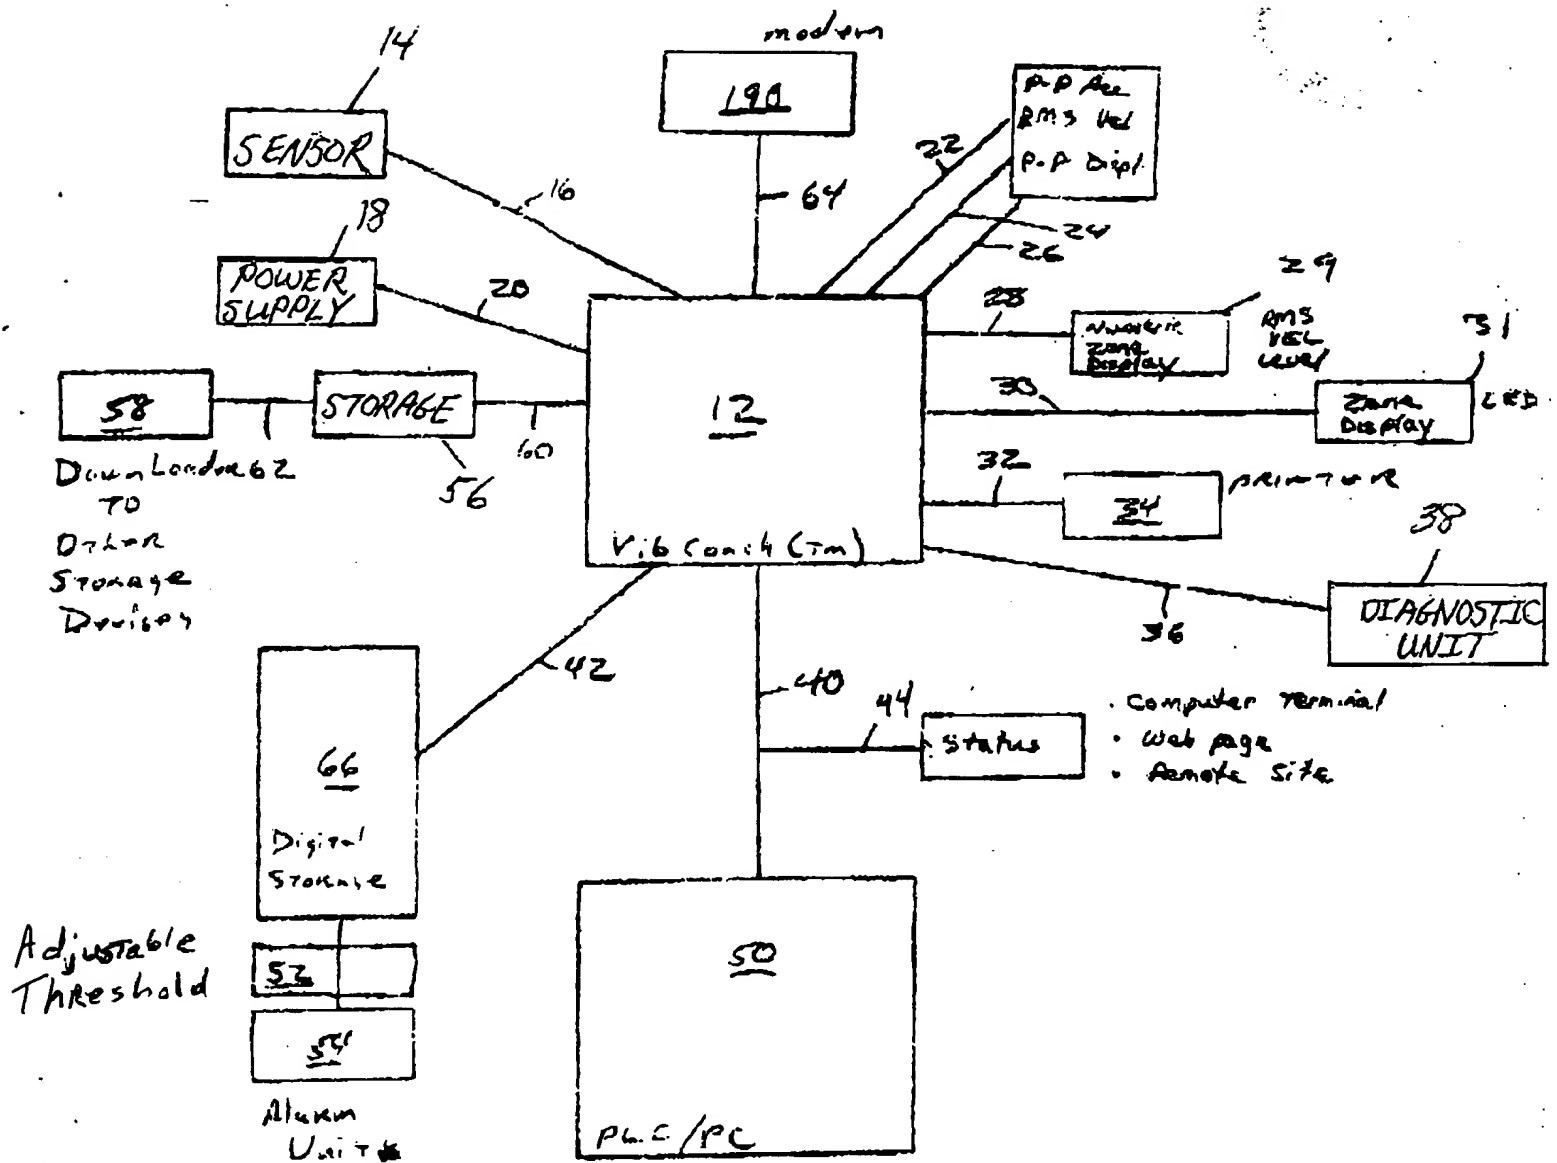 modem
14
190
P-P Acc
RMS Vel
P-P Displ.
SENSOR
22
16
64
18
24
26
29
POWER
SUPPLY
20
28
Numeric
Zone
Display
RMS
VEL
Level
31
58
STORAGE
12
30
Zone
Display
LED
60
62
56
TO
OTHER
Storage
Devices
32
34
PRINTER
38
Vib Conch (TM)
DIAGNOSTIC
UNIT
36
42
40
44
Status
· Computer Terminal
· Web page
· Remote Site
66
Digital
Storage
Adjustable
Threshold
52
50
54
Alarm
Unit
PLC/PC